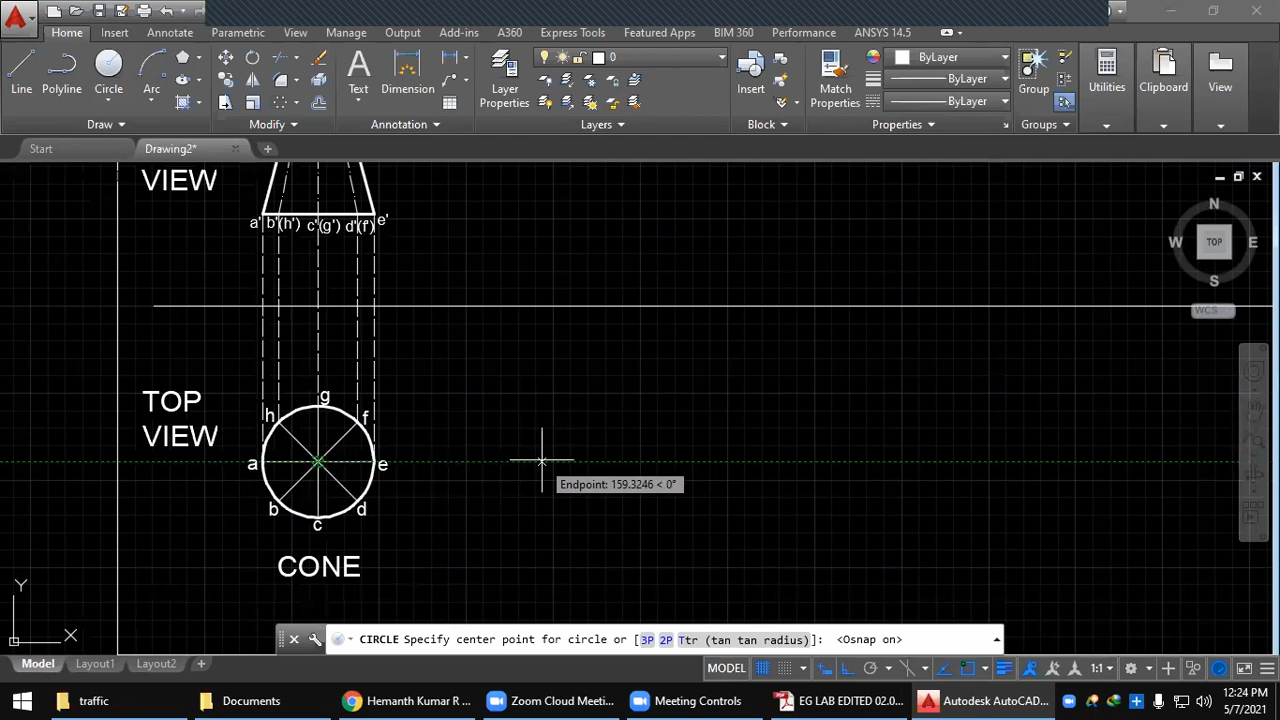 Home Insert Annotate Parametric View Manage Output Add-ins A360 Express Tools Featured Apps BIM 360 Performance ANSYS 14.5
0 ByLayer
ByLayer
Line Polyline Circle Arc Text Dimension Layer Properties Insert Match Properties ByLayer Group Utilities Clipboard View
Draw Modify Annotation Layers Block Properties Groups
Start Drawing2*
VIEW
a' b'(h') c'(g') d'(f') e'
N
W TOP E
S
WCS
TOP
VIEW
g
h f
a e
b d
c
CONE
Endpoint: 159.3246 < 0°
Y
X
CIRCLE Specify center point for circle or [3P 2P Ttr (tan tan radius)]: <Osnap on>
Model Layout1 Layout2 + MODEL 1:1
traffic Documents Hemanth Kumar R ... Zoom Cloud Meeti... Meeting Controls EG LAB EDITED 02.0... Autodesk AutoCAD ...
12:24 PM
5/7/2021